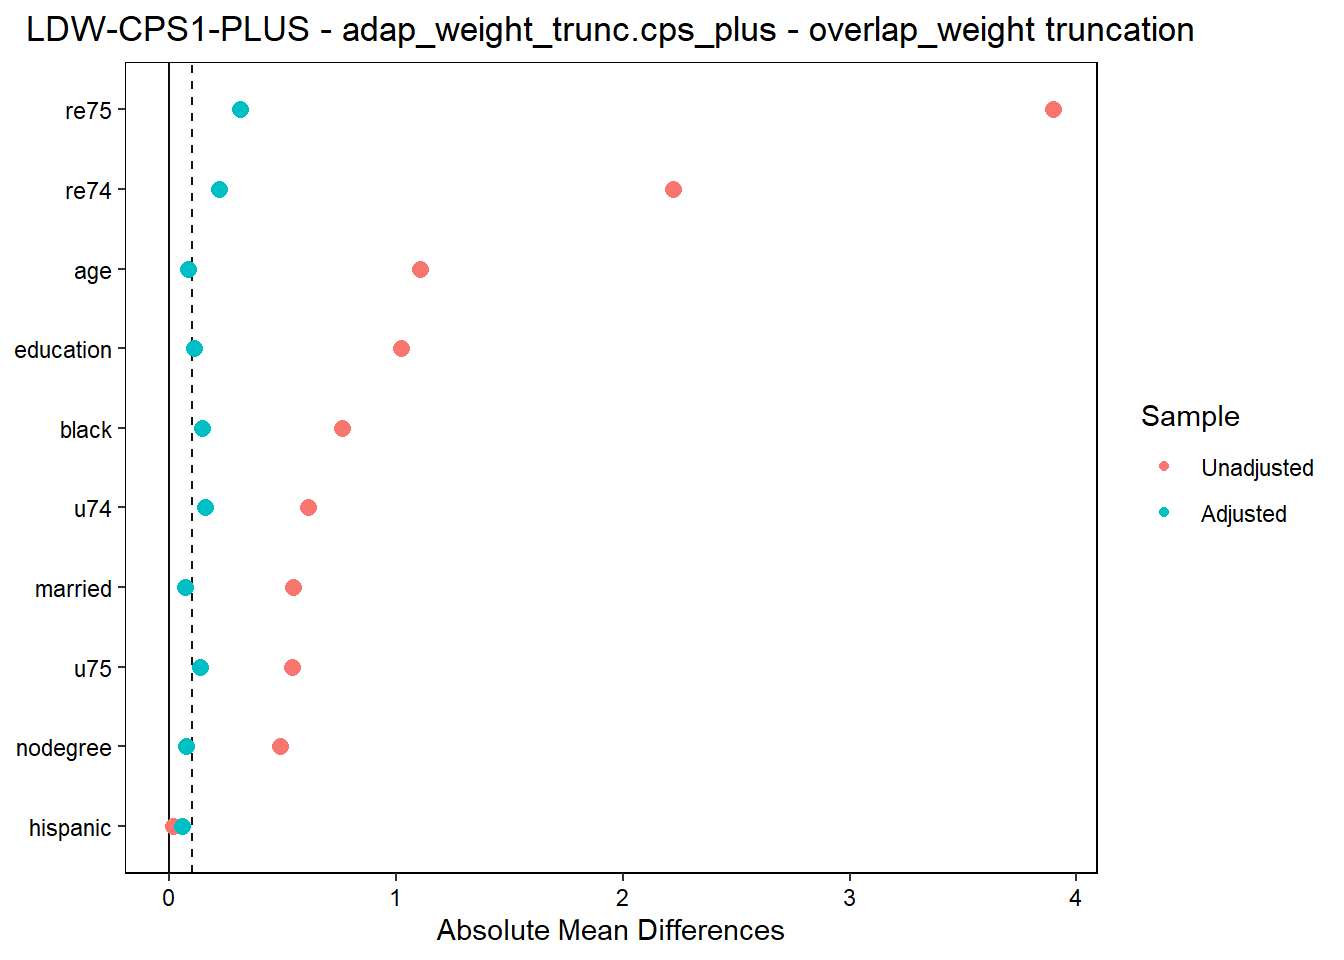 LDW-CPS1-PLUS - adap_weight_trunc.cps_plus - overlap_weight truncation
re75
re74
age
education
black
u74
married
u75
nodegree
hispanic
0
1
2
3
4
Absolute Mean Differences
Sample
Unadjusted
Adjusted